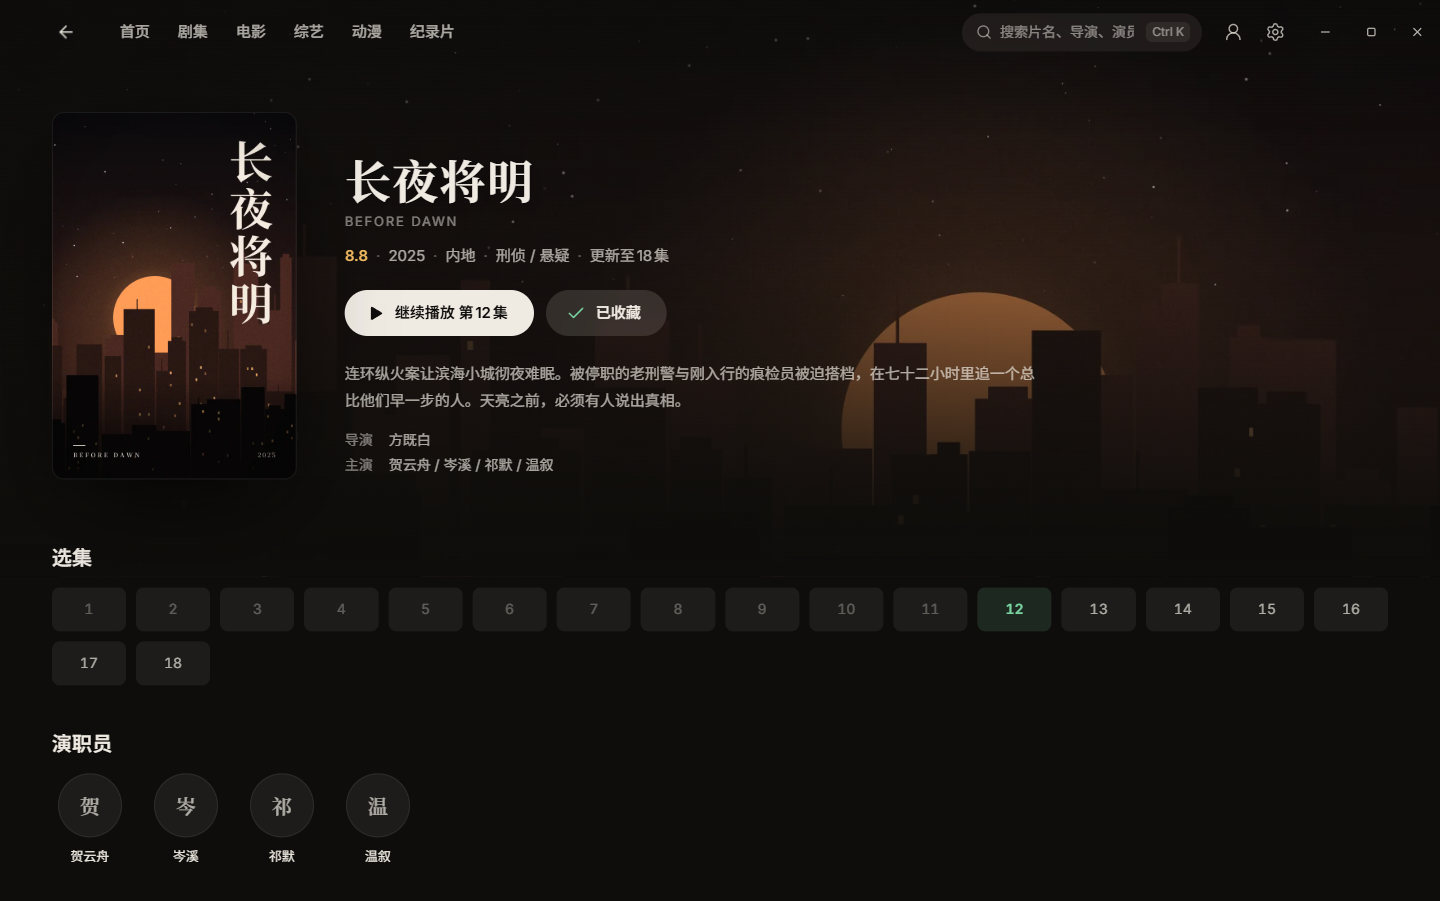 首页 剧集 电影 综艺 动漫 纪录片
搜索片名、导演、演 Ctrl K
长夜将明
BEFORE DAWN 2025
长夜将明
BEFORE DAWN
8.8 · 2025 · 内地 · 刑侦 / 悬疑 · 更新至18集
继续播放 第12集 已收藏
连环纵火案让滨海小城彻夜难眠。被停职的老刑警与刚入行的痕检员被迫搭档，在七十二小时里追一个总
比他们早一步的人。天亮之前，必须有人说出真相。
导演 方既白
主演 贺云舟 / 岑溪 / 祁默 / 温叙
选集
1 2 3 4 5 6 7 8 9 10 11 12 13 14 15 16
17 18
演职员
贺 岑 祁 温
贺云舟 岑溪 祁默 温叙